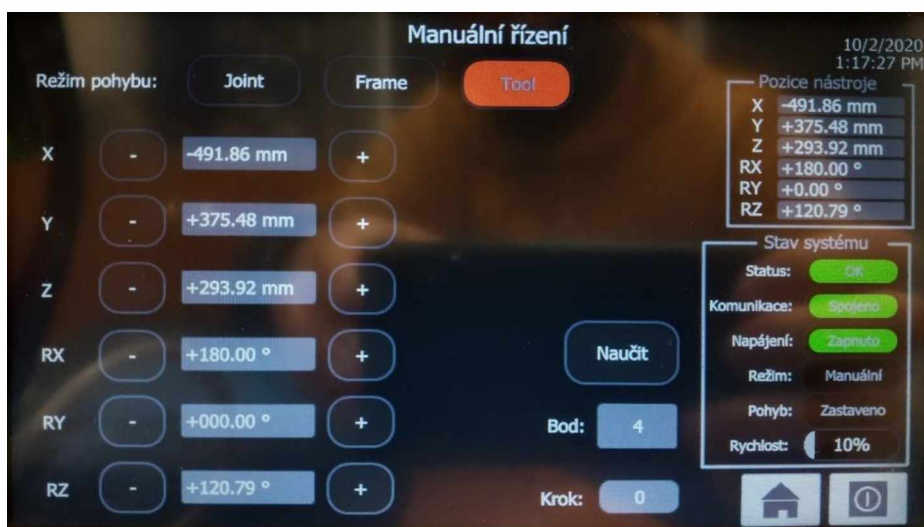 Manuální řízení
10/2/2020
1:17:27 PM
Režim pohybu: Joint Frame Tool
Pozice nástroje
X -491.86 mm
Y +375.48 mm
Z +293.92 mm
RX +180.00 °
RY +0.00 °
RZ +120.79 °
X - -491.86 mm +
Y - +375.48 mm +
Z - +293.92 mm +
RX - +180.00 ° +
RY - +000.00 ° +
RZ - +120.79 ° +
Naučit
Bod: 4
Krok: 0
Stav systému
Status: OK
Komunikace: Spojeno
Napájení: Zapnuto
Režim: Manuální
Pohyb: Zastaveno
Rychlost: 10%